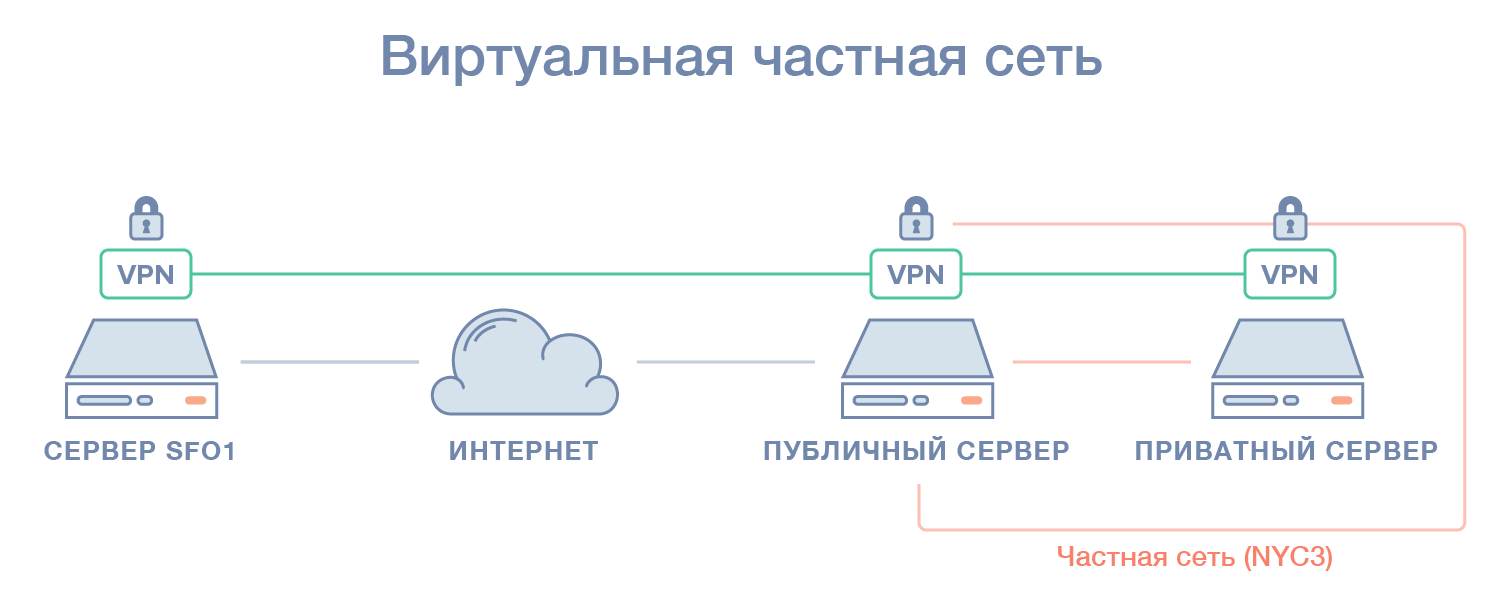 Виртуальная частная сеть
VPN
VPN
VPN
СЕРВЕР SFO1
ИНТЕРНЕТ
ПУБЛИЧНЫЙ СЕРВЕР
ПРИВАТНЫЙ СЕРВЕР
Частная сеть (NYC3)